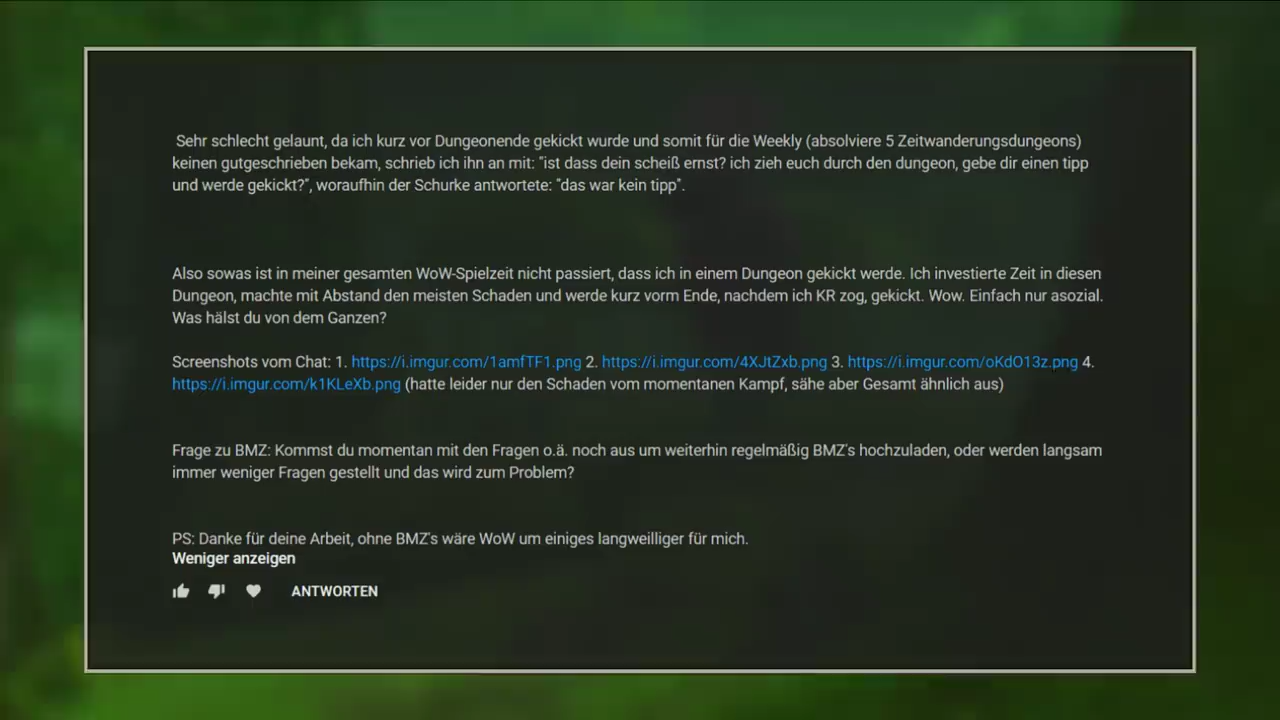 Sehr schlecht gelaunt, da ich kurz vor Dungeonende gekickt wurde und somit für die Weekly (absolviere 5 Zeitwanderungsdungeons)
keinen gutgeschrieben bekam, schrieb ich ihn an mit: "ist dass dein scheiß ernst? ich zieh euch durch den dungeon, gebe dir einen tipp
und werde gekickt?", woraufhin der Schurke antwortete: "das war kein tipp".
Also sowas ist in meiner gesamten WoW-Spielzeit nicht passiert, dass ich in einem Dungeon gekickt werde. Ich investierte Zeit in diesen
Dungeon, machte mit Abstand den meisten Schaden und werde kurz vorm Ende, nachdem ich KR zog, gekickt. Wow. Einfach nur asozial.
Was hälst du von dem Ganzen?
Screenshots vom Chat: 1. https://i.imgur.com/1amfTF1.png 2. https://i.imgur.com/4XJtZxb.png 3. https://i.imgur.com/oKdO13z.png 4.
https://i.imgur.com/k1KLeXb.png (hatte leider nur den Schaden vom momentanen Kampf, sähe aber Gesamt ähnlich aus)
Frage zu BMZ: Kommst du momentan mit den Fragen o.ä. noch aus um weiterhin regelmäßig BMZ's hochzuladen, oder werden langsam
immer weniger Fragen gestellt und das wird zum Problem?
PS: Danke für deine Arbeit, ohne BMZ's wäre WoW um einiges langweilliger für mich.
Weniger anzeigen
ANTWORTEN